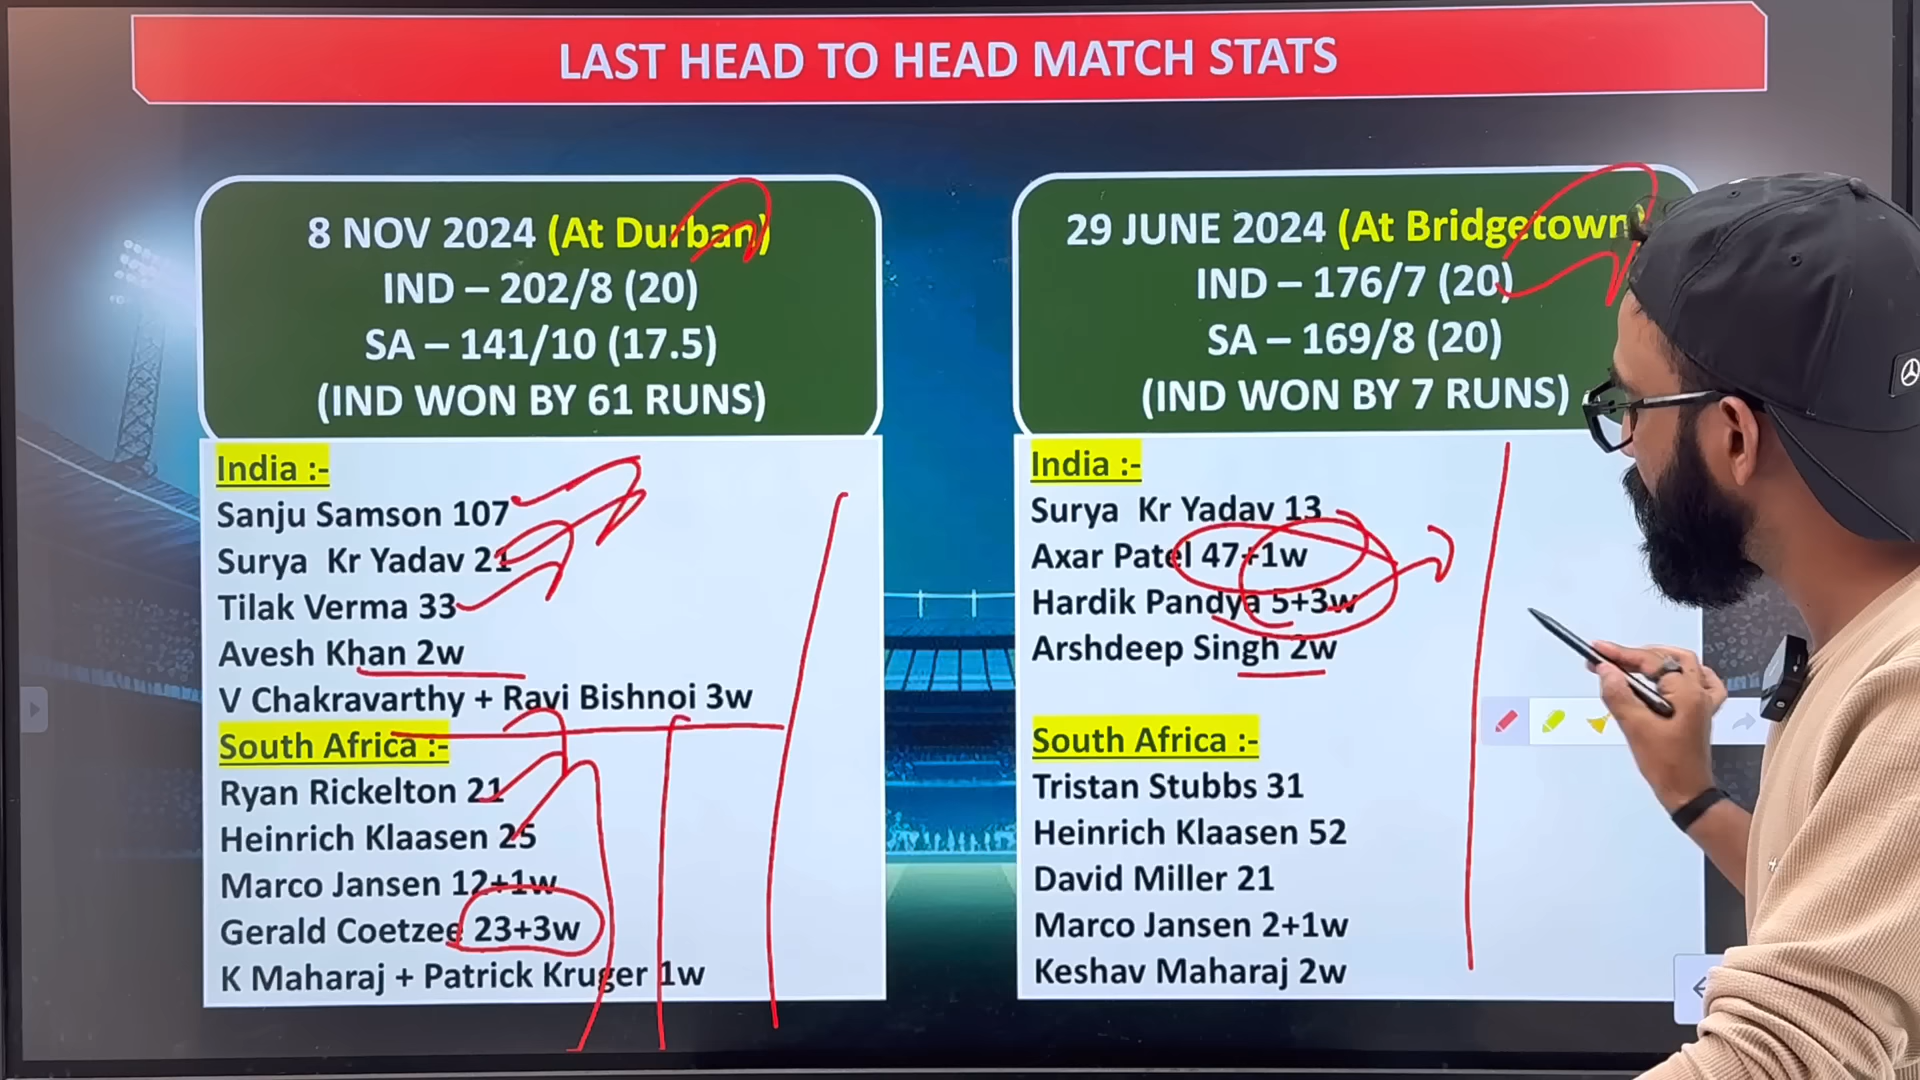 LAST HEAD TO HEAD MATCH STATS
8 NOV 2024 (At Durban)
IND – 202/8 (20)
SA – 141/10 (17.5)
(IND WON BY 61 RUNS)
India :-
Sanju Samson 107
Surya Kr Yadav 21
Tilak Verma 33
Avesh Khan 2w
V Chakravarthy + Ravi Bishnoi 3w
South Africa :-
Ryan Rickelton 21
Heinrich Klaasen 25
Marco Jansen 12+1w
Gerald Coetzee 23+3w
K Maharaj + Patrick Kruger 1w
29 JUNE 2024 (At Bridgetown)
IND – 176/7 (20)
SA – 169/8 (20)
(IND WON BY 7 RUNS)
India :-
Surya Kr Yadav 13
Axar Patel 47+1w
Hardik Pandya 5+3w
Arshdeep Singh 2w
South Africa :-
Tristan Stubbs 31
Heinrich Klaasen 52
David Miller 21
Marco Jansen 2+1w
Keshav Maharaj 2w